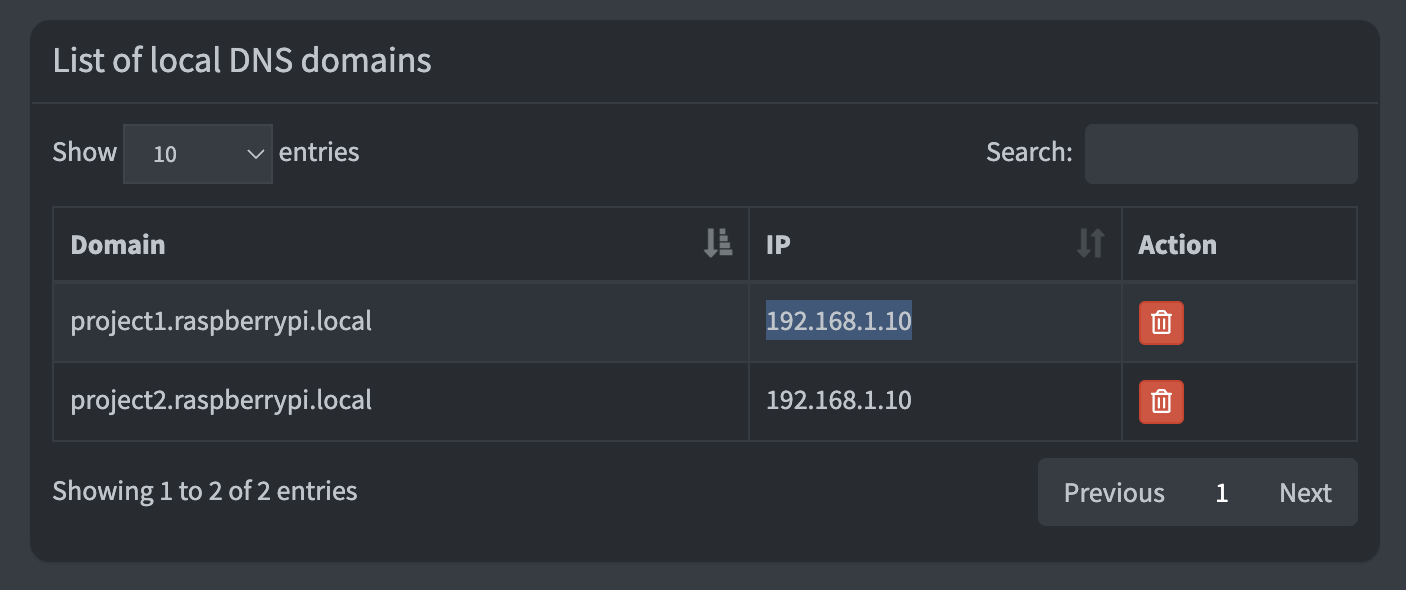 List of local DNS domains
Show 10 entries Search:
Domain IP Action
project1.raspberrypi.local 192.168.1.10
project2.raspberrypi.local 192.168.1.10
Showing 1 to 2 of 2 entries Previous 1 Next